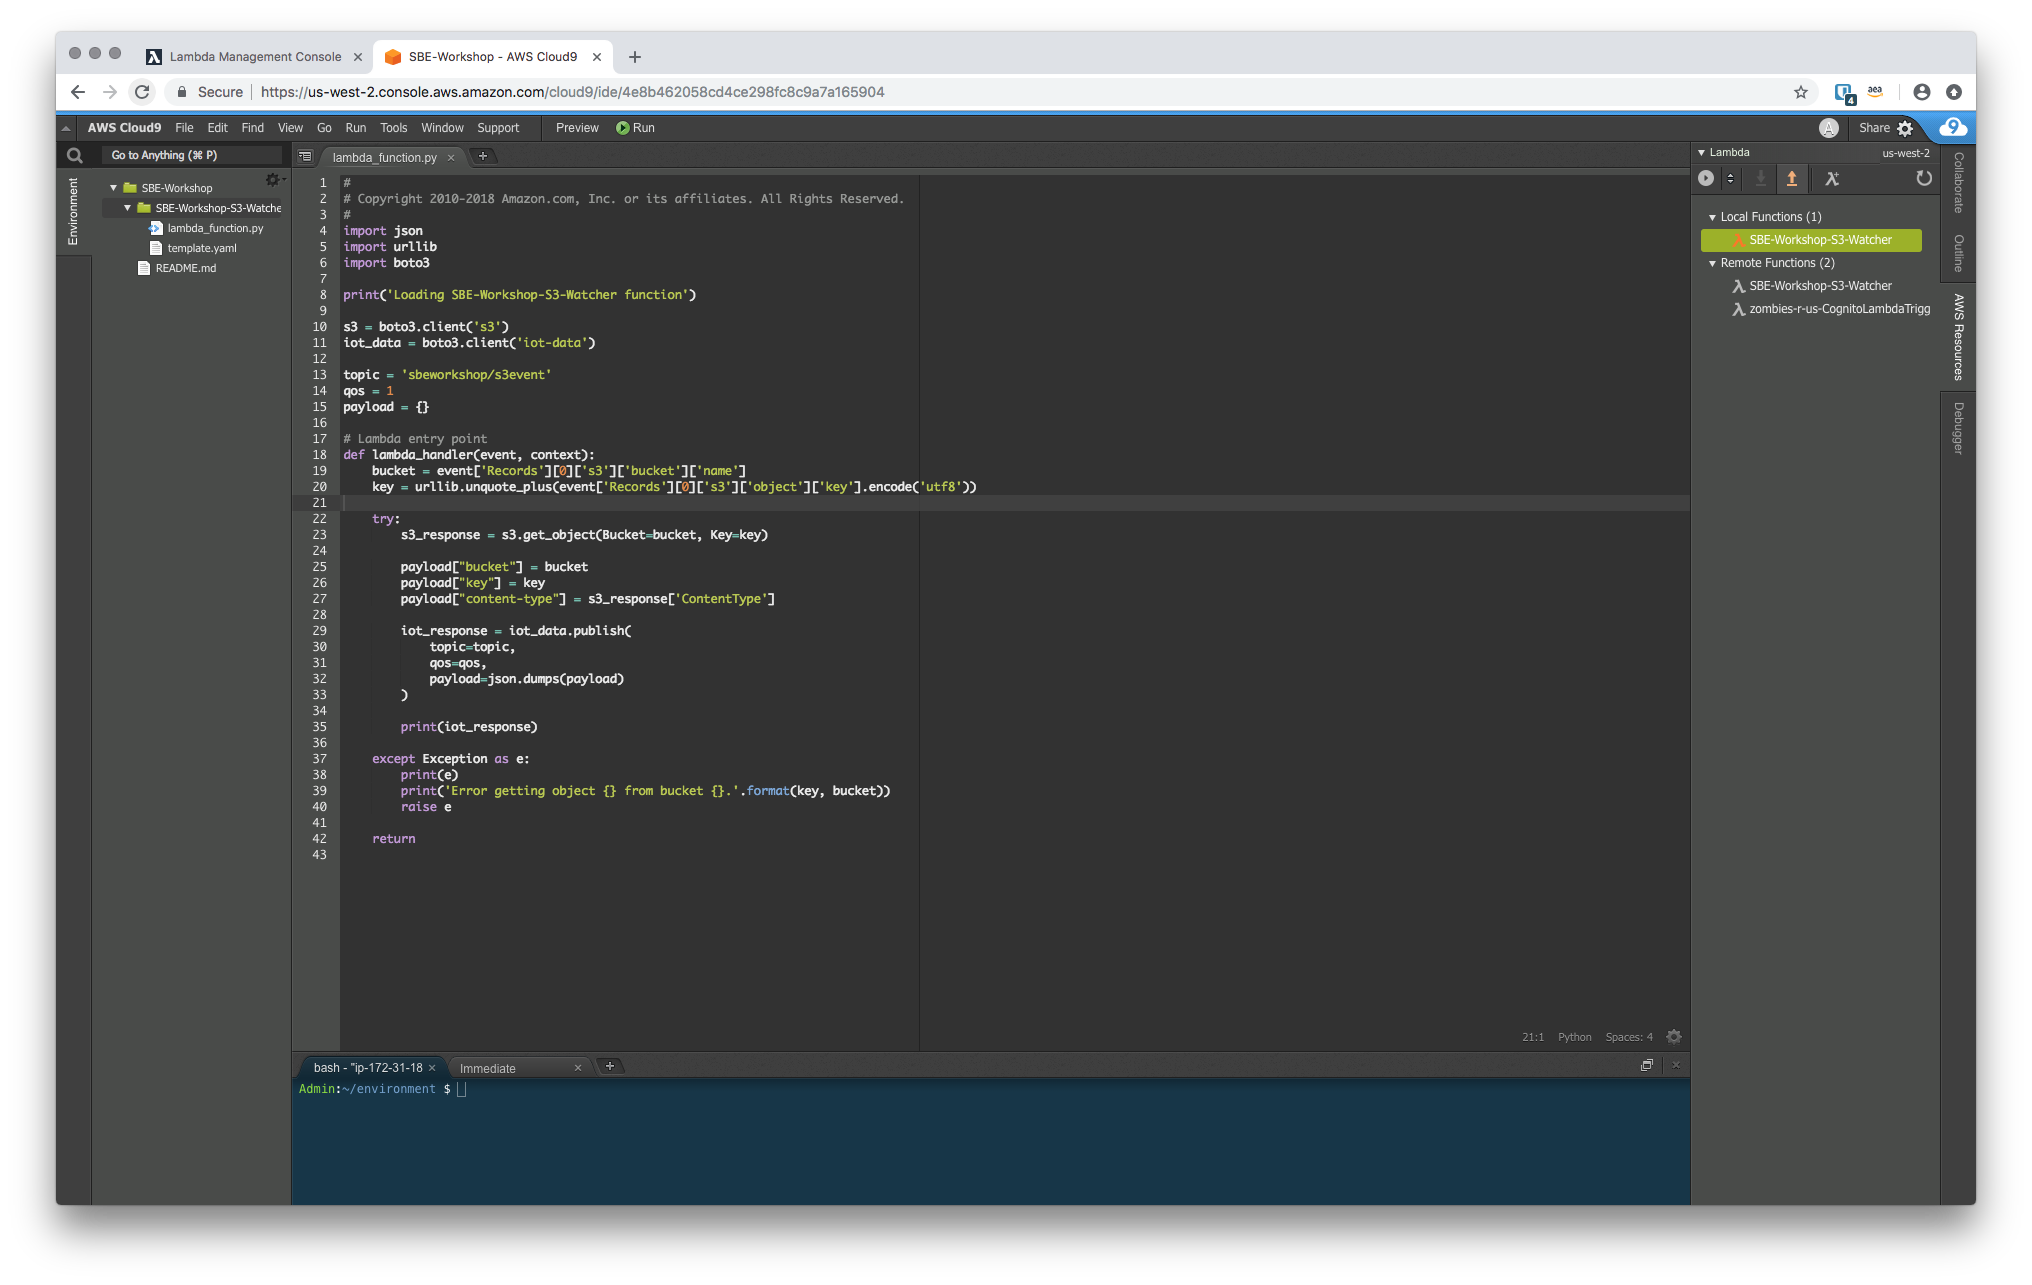 Lambda Management Console
SBE-Workshop - AWS Cloud9
Secure https://us-west-2.console.aws.amazon.com/cloud9/ide/4e8b462058cd4ce298fc8c9a7a165904
4
aea
AWS Cloud9 File Edit Find View Go Run Tools Window Support Preview Run
A Share 9
Go to Anything (⌘ P)
Environment
SBE-Workshop
SBE-Workshop-S3-Watche
lambda_function.py
template.yaml
README.md
lambda_function.py
1 #
2 # Copyright 2010-2018 Amazon.com, Inc. or its affiliates. All Rights Reserved.
3 #
4 import json
5 import urllib
6 import boto3
7
8 print('Loading SBE-Workshop-S3-Watcher function')
9
10 s3 = boto3.client('s3')
11 iot_data = boto3.client('iot-data')
12
13 topic = 'sbeworkshop/s3event'
14 qos = 1
15 payload = {}
16
17 # Lambda entry point
18 def lambda_handler(event, context):
19     bucket = event['Records'][0]['s3']['bucket']['name']
20     key = urllib.unquote_plus(event['Records'][0]['s3']['object']['key'].encode('utf8'))
21
22     try:
23         s3_response = s3.get_object(Bucket=bucket, Key=key)
24
25         payload["bucket"] = bucket
26         payload["key"] = key
27         payload["content-type"] = s3_response['ContentType']
28
29         iot_response = iot_data.publish(
30             topic=topic,
31             qos=qos,
32             payload=json.dumps(payload)
33         )
34
35         print(iot_response)
36
37     except Exception as e:
38         print(e)
39         print('Error getting object {} from bucket {}.'.format(key, bucket))
40         raise e
41
42     return
43
21:1 Python Spaces: 4
bash - "ip-172-31-18
Immediate
Admin:~/environment $
Lambda us-west-2
Local Functions (1)
SBE-Workshop-S3-Watcher
Remote Functions (2)
SBE-Workshop-S3-Watcher
zombies-r-us-CognitoLambdaTrigg
Collaborate
Outline
AWS Resources
Debugger